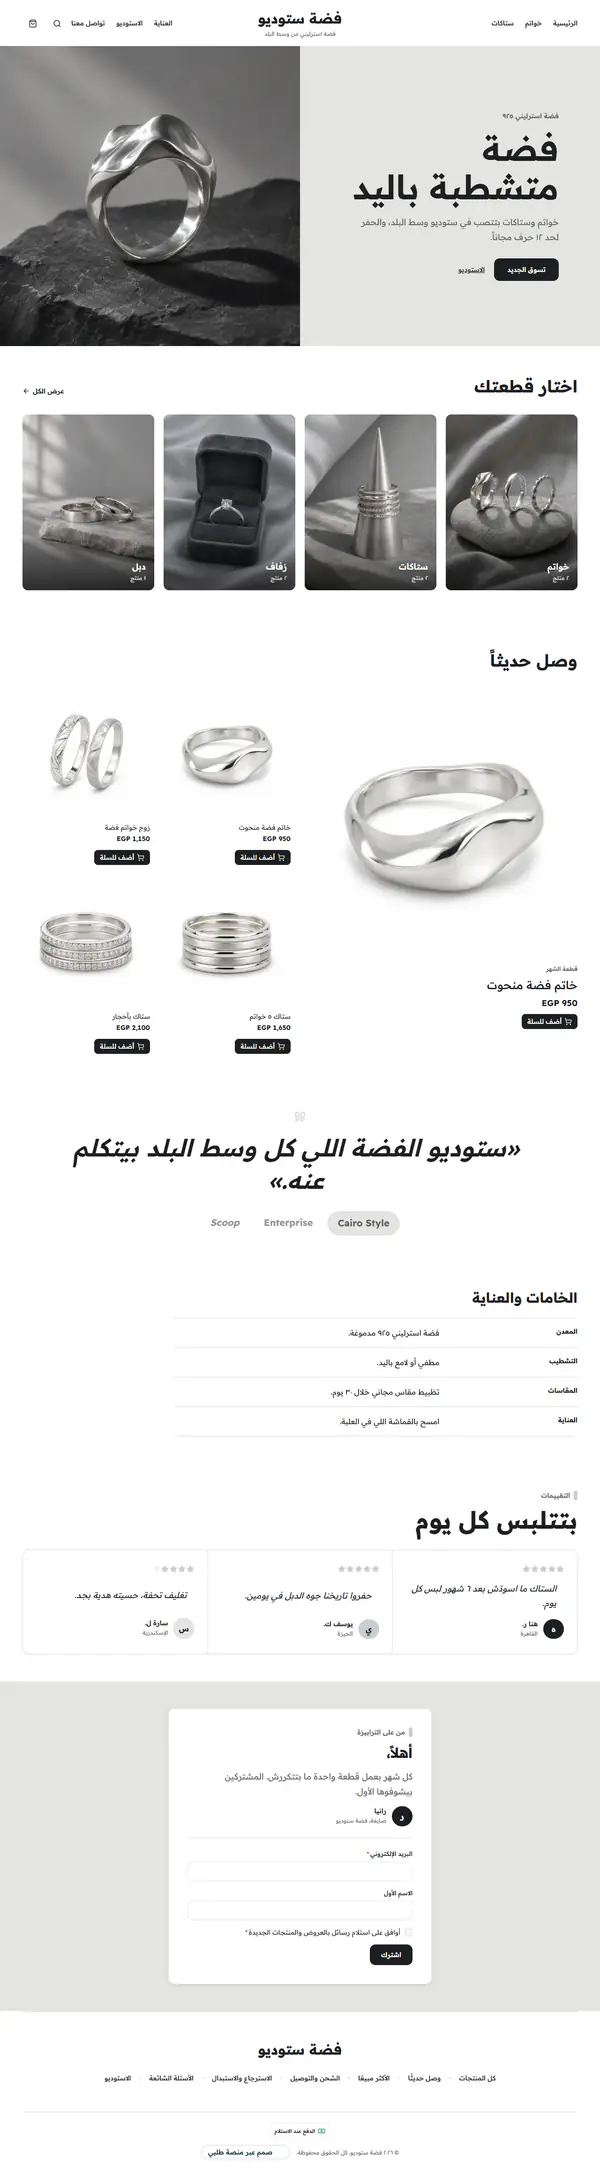 الرئيسية
خواتم
ستاكات
فضة ستوديو
فضة استرليني من وسط البلد
العناية
الاستوديو
تواصل معنا
فضة استرليني ٩٢٥
فضة
متشطبة باليد
خواتم وستاكات بتتصب في ستوديو وسط البلد، والحفر
لحد ١٢ حرف مجاناً.
تسوق الجديد
الاستوديو
اختار قطعتك
عرض الكل ←
خواتم
٢ منتج
ستاكات
٢ منتج
زفاف
٢ منتج
دبل
١ منتج
وصل حديثاً
قطعة الشهر
خاتم فضة منحوت
EGP 950
أضف للسلة
خاتم فضة منحوت
EGP 950
أضف للسلة
زوج خواتم فضة
EGP 1,150
أضف للسلة
ستاك ٥ خواتم
EGP 1,650
أضف للسلة
ستاك بأحجار
EGP 2,100
أضف للسلة
«ستوديو الفضة اللي كل وسط البلد بيتكلم
عنه.»
Cairo Style
Enterprise
Scoop
الخامات والعناية
المعدن
فضة استرليني ٩٢٥ مدموغة.
التشطيب
مطفي أو لامع باليد.
المقاسات
تظبيط مقاس مجاني خلال ٣٠ يوم.
العناية
امسح بالقماشة اللي في العلبة.
التقييمات
بتتلبس كل يوم
الستاك ما اسودّش بعد ٦ شهور لبس كل
يوم.
ه
هنا ر.
القاهرة
حفروا تاريخنا جوه الدبل في يومين.
ي
يوسف ك.
الجيزة
تغليف تحفة، حسيته هدية بجد.
س
سارة ل.
الإسكندرية
من على الترابيزة
أهلاً،
كل شهر بعمل قطعة واحدة ما بتتكررش. المشتركين
بيشوفوها الأول.
ر
رانيا
صايغة، فضة ستوديو
البريد الإلكتروني *
الاسم الأول
أوافق على استلام رسائل بالعروض والمنتجات الجديدة *
اشترك
فضة ستوديو
كل المنتجات
وصل حديثًا
الأكثر مبيعًا
الشحن والتوصيل
الاسترجاع والاستبدال
الأسئلة الشائعة
الاستوديو
الدفع عند الاستلام
© ٢٠٢٦ فضة ستوديو. كل الحقوق محفوظة.
صمم عبر منصة طلبي